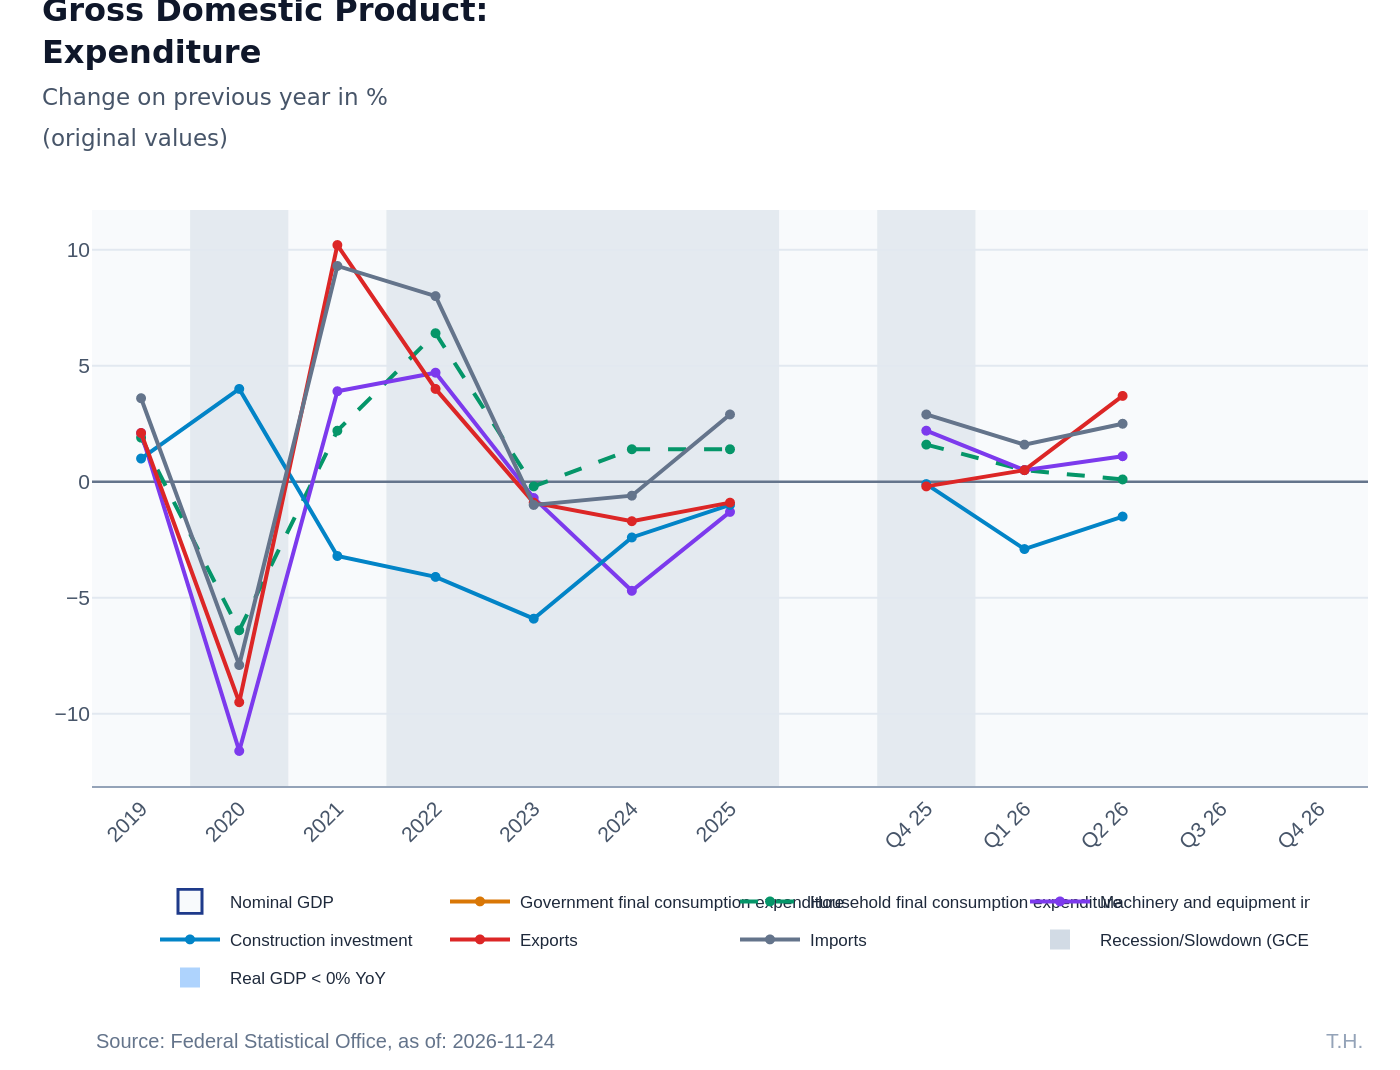 Gross Domestic Product:
Expenditure
Change on previous year in %
(original values)
10
5
0
−5
−10
2019
2020
2021
2022
2023
2024
2025
Q4 25
Q1 26
Q2 26
Q3 26
Q4 26
Nominal GDP
Government final consumption expenditure
Household final consumption expenditure
Machinery and equipment ir
Construction investment
Exports
Imports
Recession/Slowdown (GCE
Real GDP < 0% YoY
Source: Federal Statistical Office, as of: 2026-11-24
T.H.